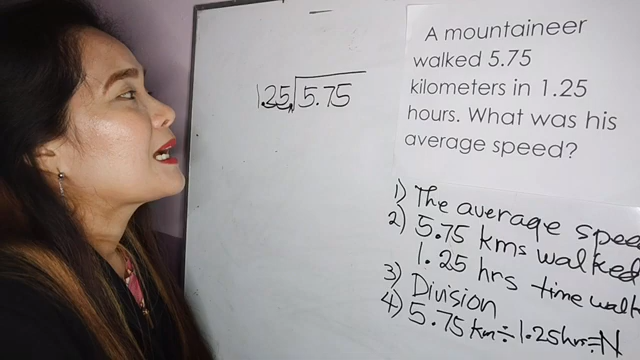 1.25 5.75
A mountaineer
walked 5.75
kilometers in 1.25
hours. What was his
average speed?
1) The average spee
2) 5.75 kms walked
1.25 hrs time walk
3) Division
4) 5.75 km ÷ 1.25 hrs = N